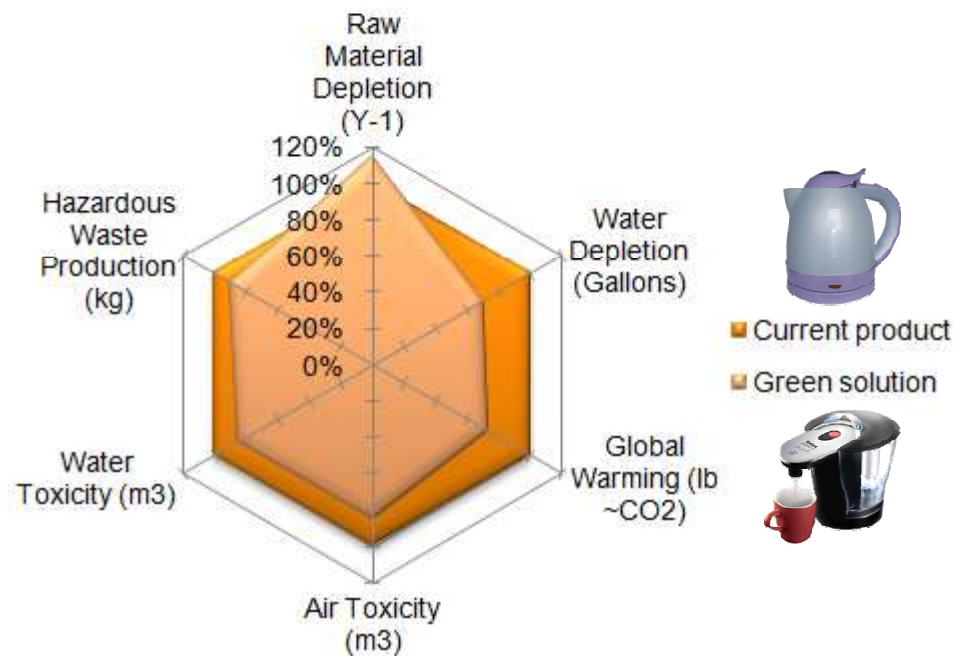 Raw
Material
Depletion
(Y-1)
120%
100%
80%
60%
40%
20%
0%
Water
Depletion
(Gallons)
Global
Warming (lb
~CO2)
Air Toxicity
(m3)
Water
Toxicity (m3)
Hazardous
Waste
Production
(kg)
Current product
Green solution